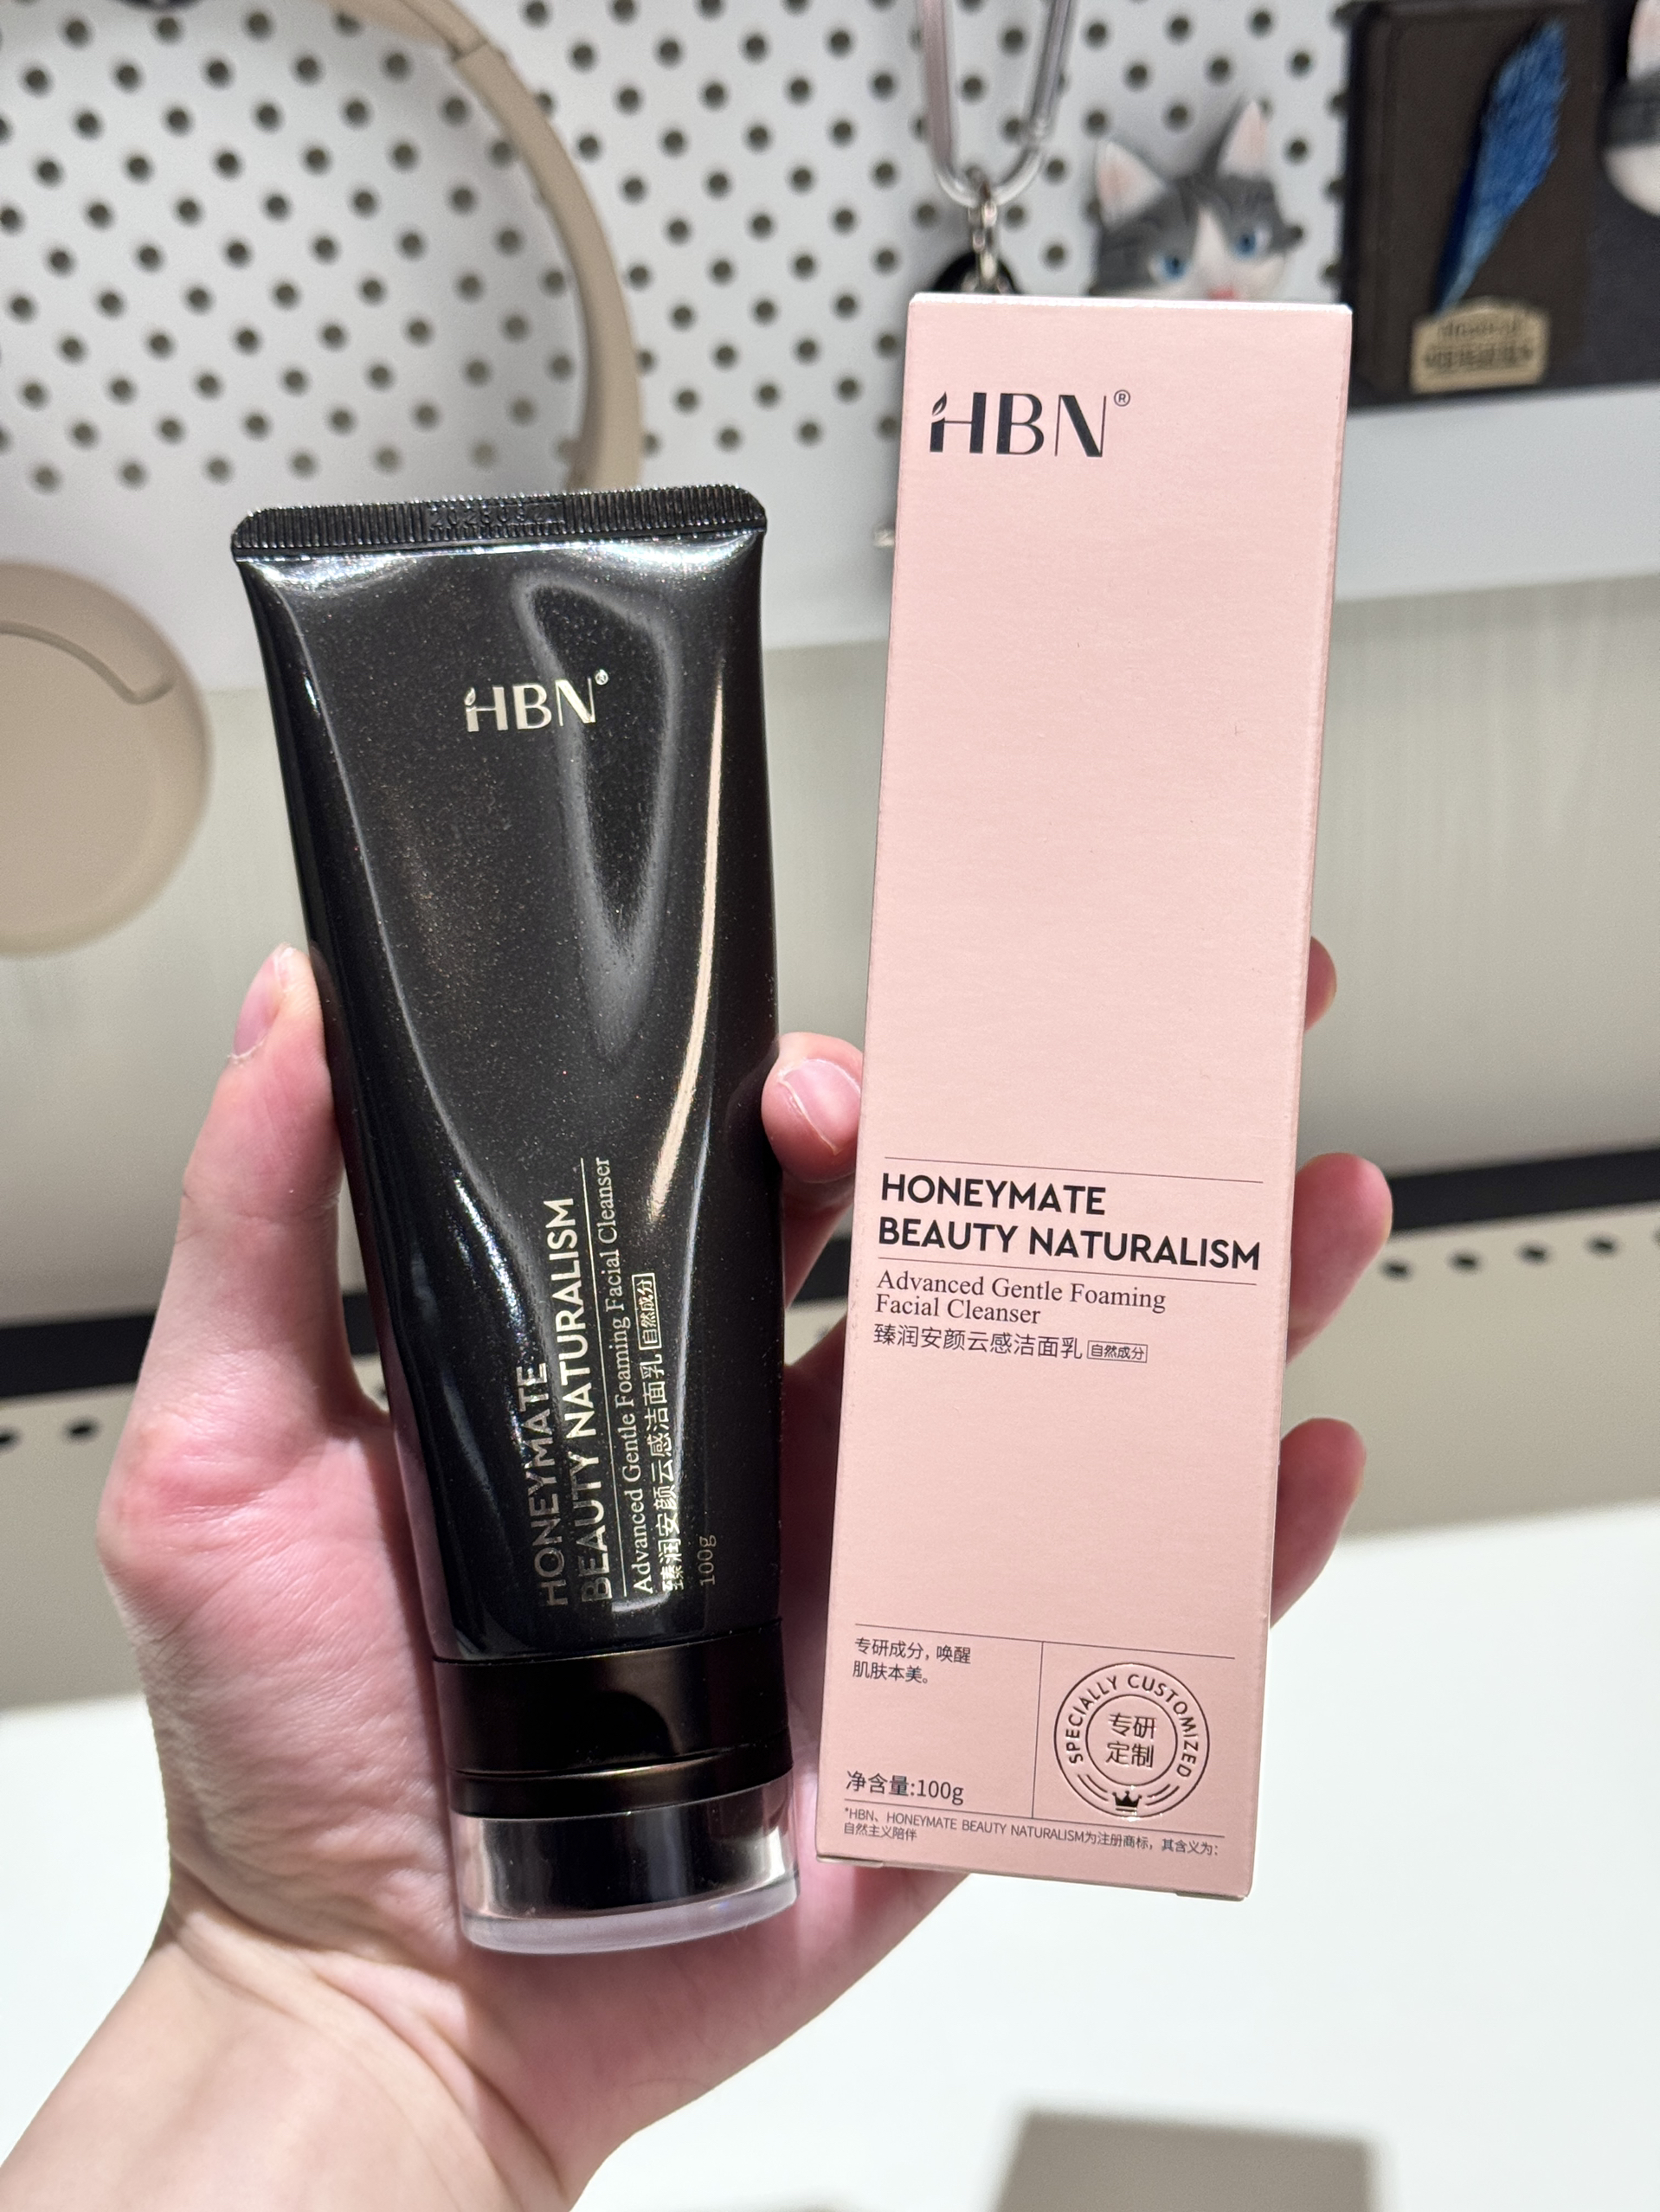 HBN®
HONEYMATE
BEAUTY NATURALISM
Advanced Gentle Foaming Facial Cleanser
臻润安颜云感洁面乳 自然成分
100g
HBN®
HONEYMATE
BEAUTY NATURALISM
Advanced Gentle Foaming
Facial Cleanser
臻润安颜云感洁面乳 自然成分
专研成分，唤醒
肌肤本美。
净含量:100g
SPECIALLY CUSTOMIZED
专研
定制
*HBN、HONEYMATE BEAUTY NATURALISM为注册商标，其含义为：
自然主义陪伴